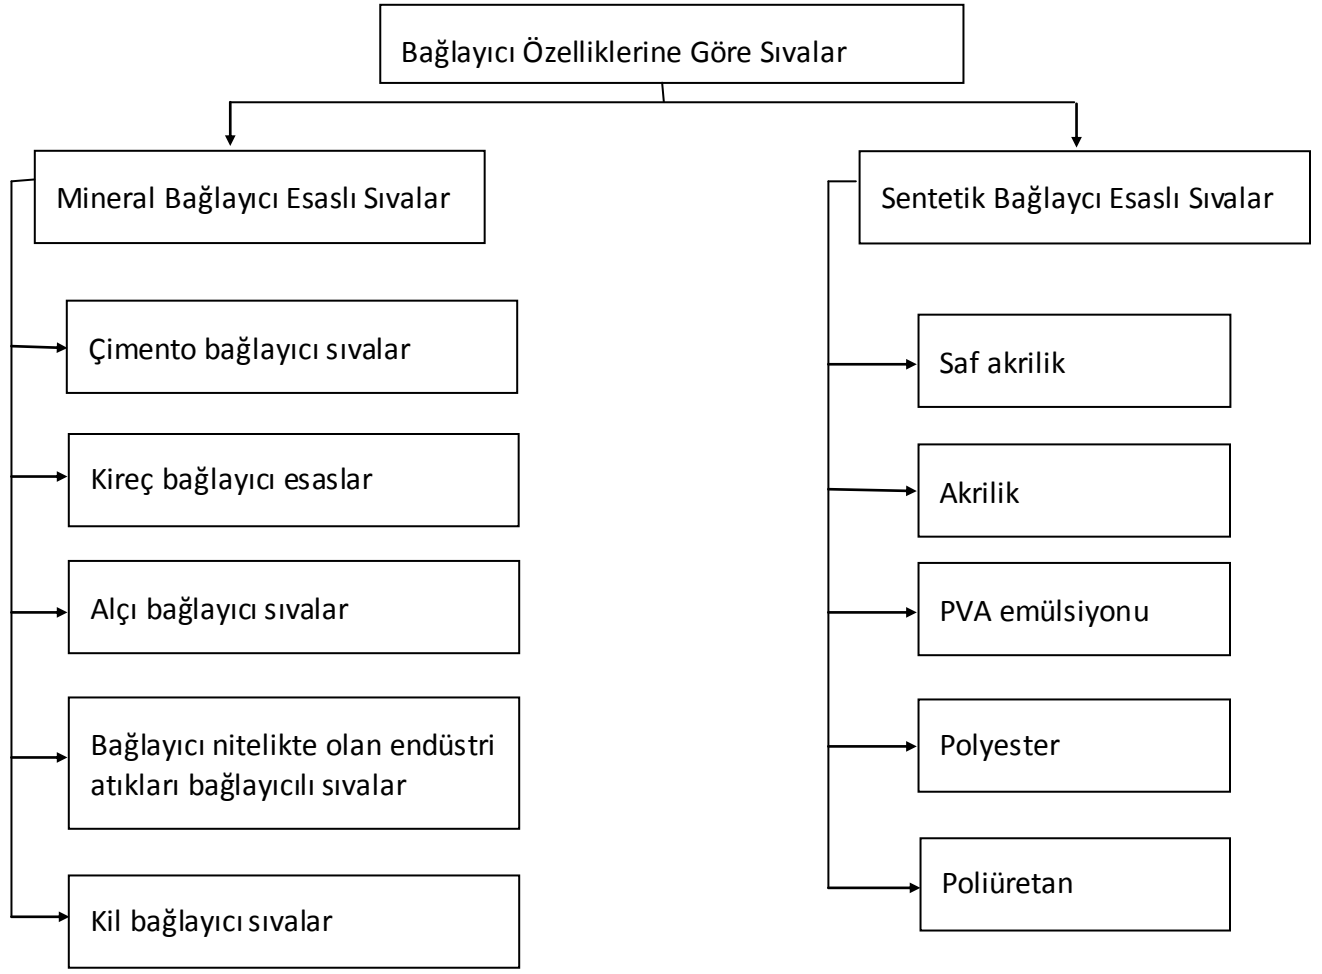 Bağlayıcı Özelliklerine Göre Sıvalar
Mineral Bağlayıcı Esaslı Sıvalar
Çimento bağlayıcı sıvalar
Kireç bağlayıcı esaslar
Alçı bağlayıcı sıvalar
Bağlayıcı nitelikte olan endüstri
atıkları bağlayıcılı sıvalar
Kil bağlayıcı sıvalar
Sentetik Bağlaycı Esaslı Sıvalar
Saf akrilik
Akrilik
PVA emülsiyonu
Polyester
Poliüretan